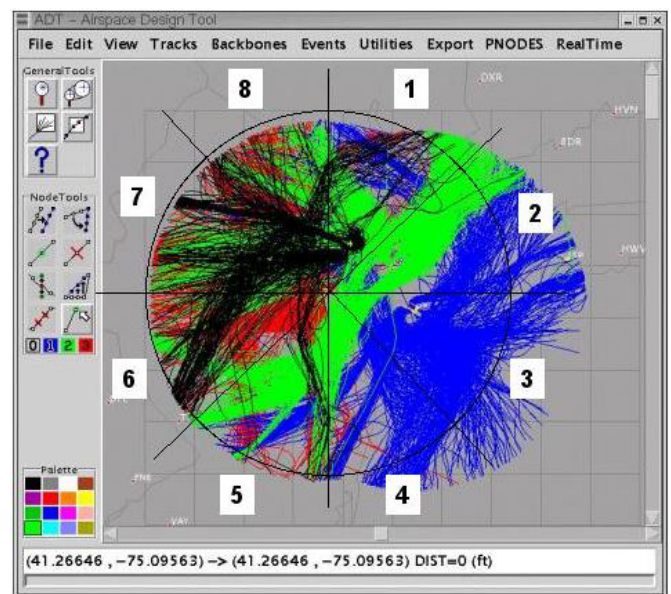 ADT – Airspace Design Tool
File Edit View Tracks Backbones Events Utilities Export PNODES RealTime
GeneralTools
NodeTools
0 1 2 3
Palette
8 1
DXR
HVN
BDR
7
2
HWV
6
3
5
4
(41.26646 , –75.09563) –> (41.26646 , –75.09563) DIST=0 (ft)